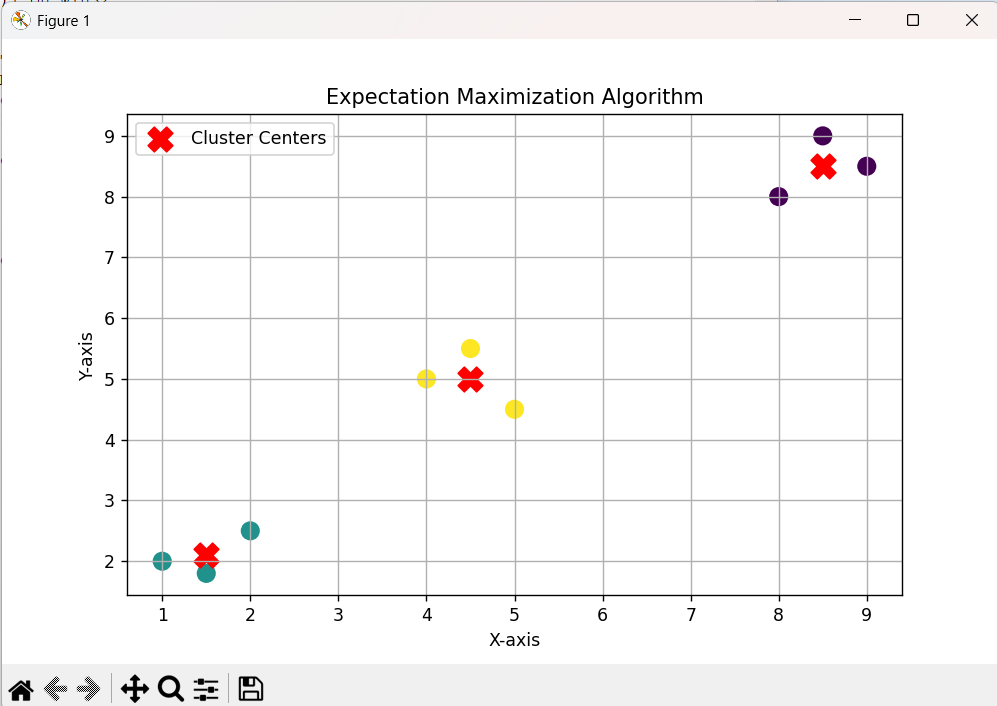 Figure 1
Expectation Maximization Algorithm
Cluster Centers
9
8
7
6
5
4
3
2
Y-axis
1 2 3 4 5 6 7 8 9
X-axis